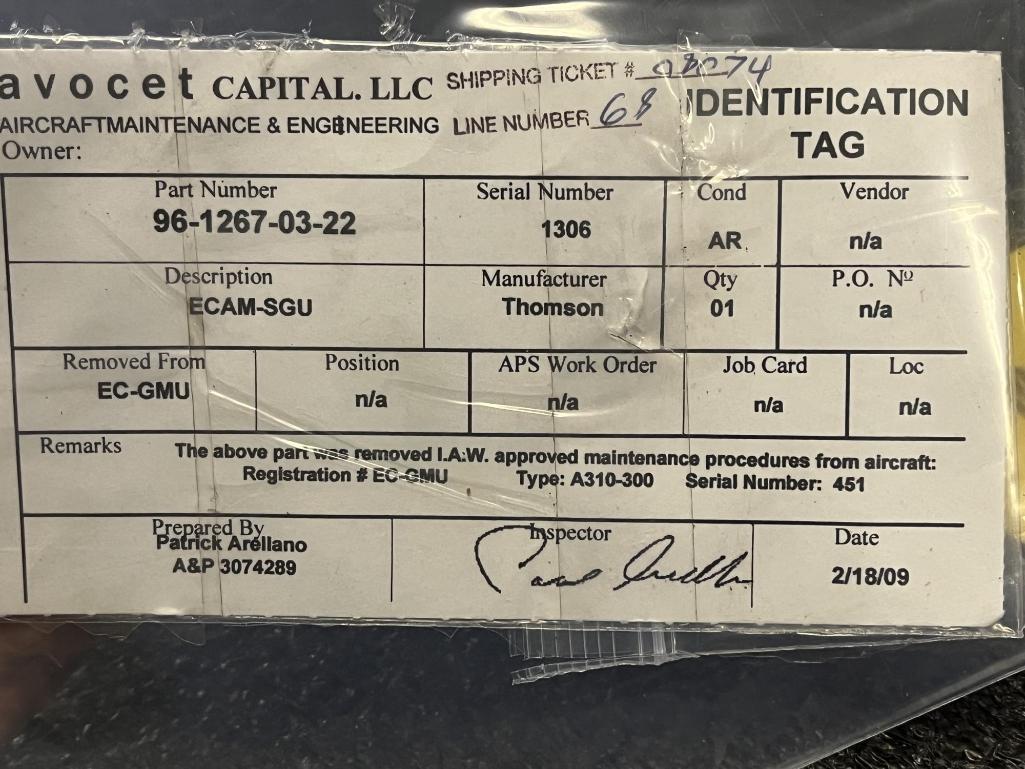 avocet CAPITAL. LLC SHIPPING TICKET # 08074
AIRCRAFTMAINTENANCE & ENGINEERING LINE NUMBER 68 IDENTIFICATION
Owner: TAG
Part Number Serial Number Cond Vendor
96-1267-03-22 1306 AR n/a
Description Manufacturer Qty P.O. Nº
ECAM-SGU Thomson 01 n/a
Removed From Position APS Work Order Job Card Loc
EC-GMU n/a n/a n/a n/a
Remarks The above part was removed I.A.W. approved maintenance procedures from aircraft:
Registration # EC-GMU Type: A310-300 Serial Number: 451
Prepared By Inspector Date
Patrick Arellano
A&P 3074289 2/18/09